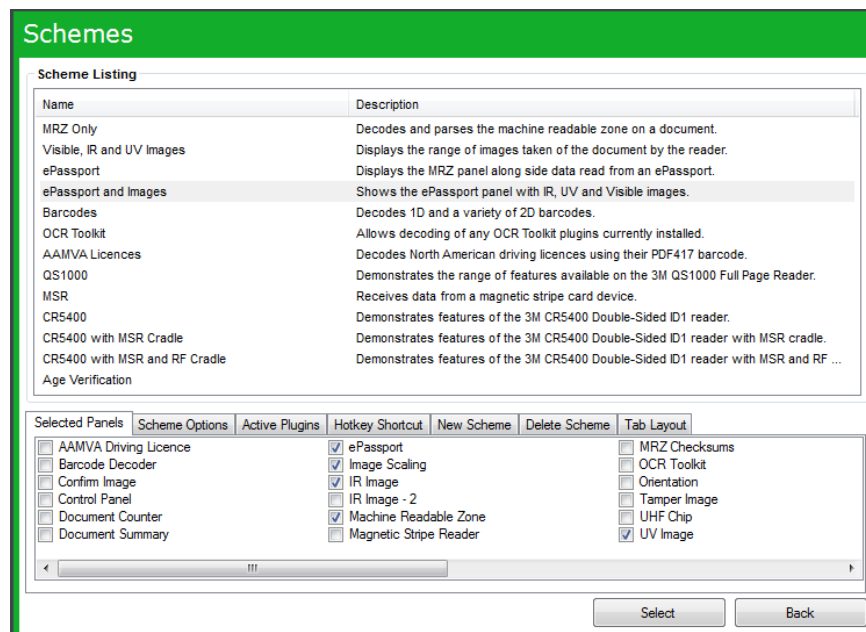 Schemes
Scheme Listing
Name Description
MRZ Only Decodes and parses the machine readable zone on a document.
Visible, IR and UV Images Displays the range of images taken of the document by the reader.
ePassport Displays the MRZ panel along side data read from an ePassport.
ePassport and Images Shows the ePassport panel with IR, UV and Visible images.
Barcodes Decodes 1D and a variety of 2D barcodes.
OCR Toolkit Allows decoding of any OCR Toolkit plugins currently installed.
AAMVA Licences Decodes North American driving licences using their PDF417 barcode.
QS1000 Demonstrates the range of features available on the 3M QS1000 Full Page Reader.
MSR Receives data from a magnetic stripe card device.
CR5400 Demonstrates features of the 3M CR5400 Double-Sided ID1 reader.
CR5400 with MSR Cradle Demonstrates features of the 3M CR5400 Double-Sided ID1 reader with MSR cradle.
CR5400 with MSR and RF Cradle Demonstrates features of the 3M CR5400 Double-Sided ID1 reader with MSR and RF ...
Age Verification
Selected Panels Scheme Options Active Plugins Hotkey Shortcut New Scheme Delete Scheme Tab Layout
AAMVA Driving Licence ePassport MRZ Checksums
Barcode Decoder Image Scaling OCR Toolkit
Confirm Image IR Image Orientation
Control Panel IR Image - 2 Tamper Image
Document Counter Machine Readable Zone UHF Chip
Document Summary Magnetic Stripe Reader UV Image
Select Back